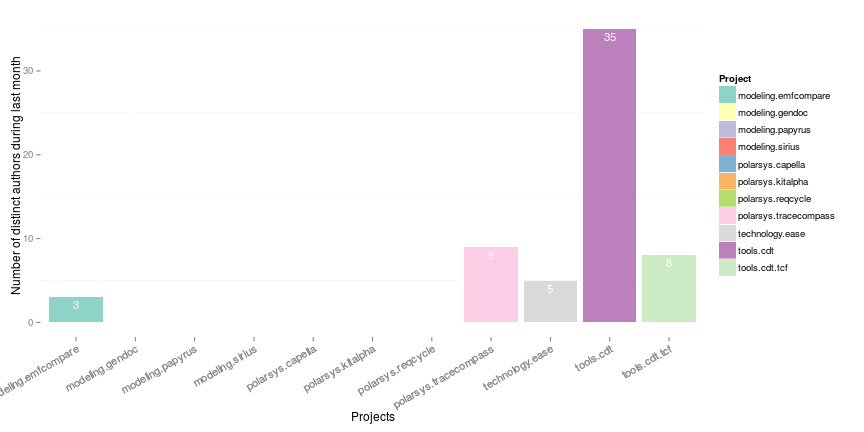 Number of distinct authors during last month
30
20
10
0
3
9
5
35
8
deling.emfcompare
modeling.gendoc
modeling.papyrus
modeling.sirius
polarsys.capella
polarsys.kitalpha
polarsys.reqcycle
polarsys.tracecompass
technology.ease
tools.cdt
tools.cdt.tcf
Projects
Project
modeling.emfcompare
modeling.gendoc
modeling.papyrus
modeling.sirius
polarsys.capella
polarsys.kitalpha
polarsys.reqcycle
polarsys.tracecompass
technology.ease
tools.cdt
tools.cdt.tcf